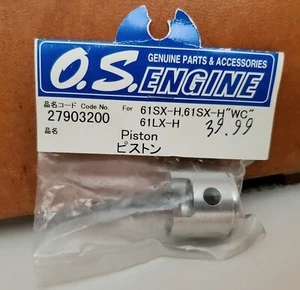 GENUINE PARTS & ACCESSORIES
O.S. ENGINE
品名コード Code No. For 61SX-H, 61SX-H"WC"
27903200 61LX-H 39.99
品名 Piston
ピストン